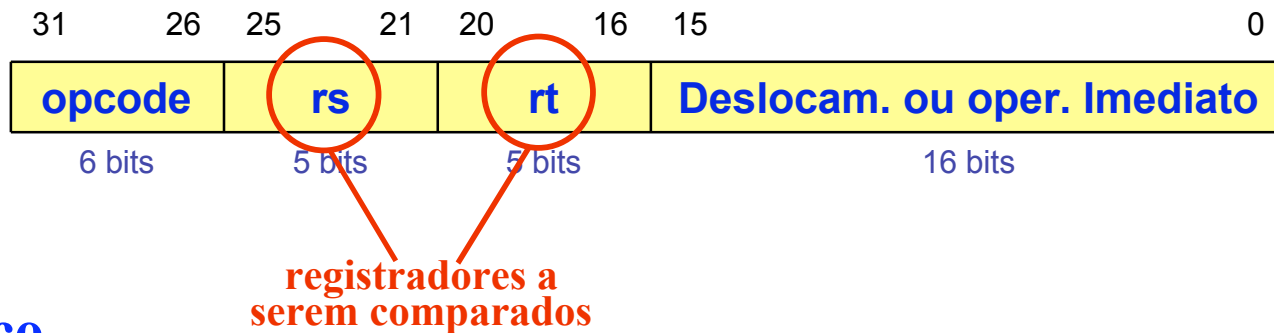 31 26 25 21 20 16 15 0
opcode rs rt Deslocam. ou oper. Imediato
6 bits 5 bits 5 bits 16 bits
registradores a
serem comparados